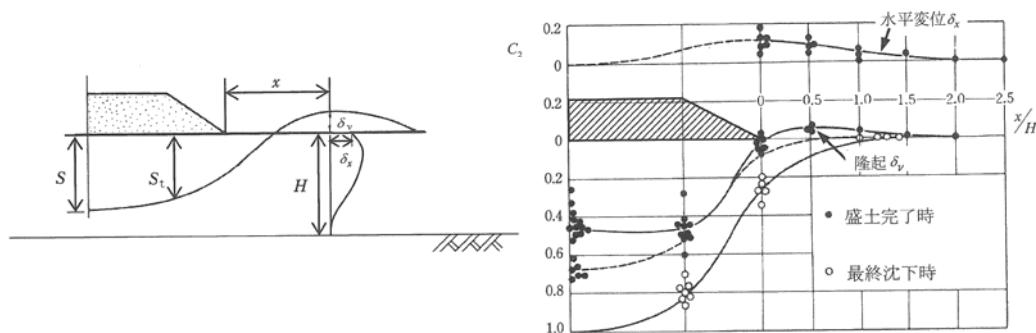 x
δv
δx
S
St
H
C₂
0.2
0
水平変位δx
0.2
0
0.2
0.4
0.6
0.8
1.0
0
0.5
1.0
1.5
2.0
2.5
x/H
隆起δv
● 盛土完了時
○ 最終沈下時